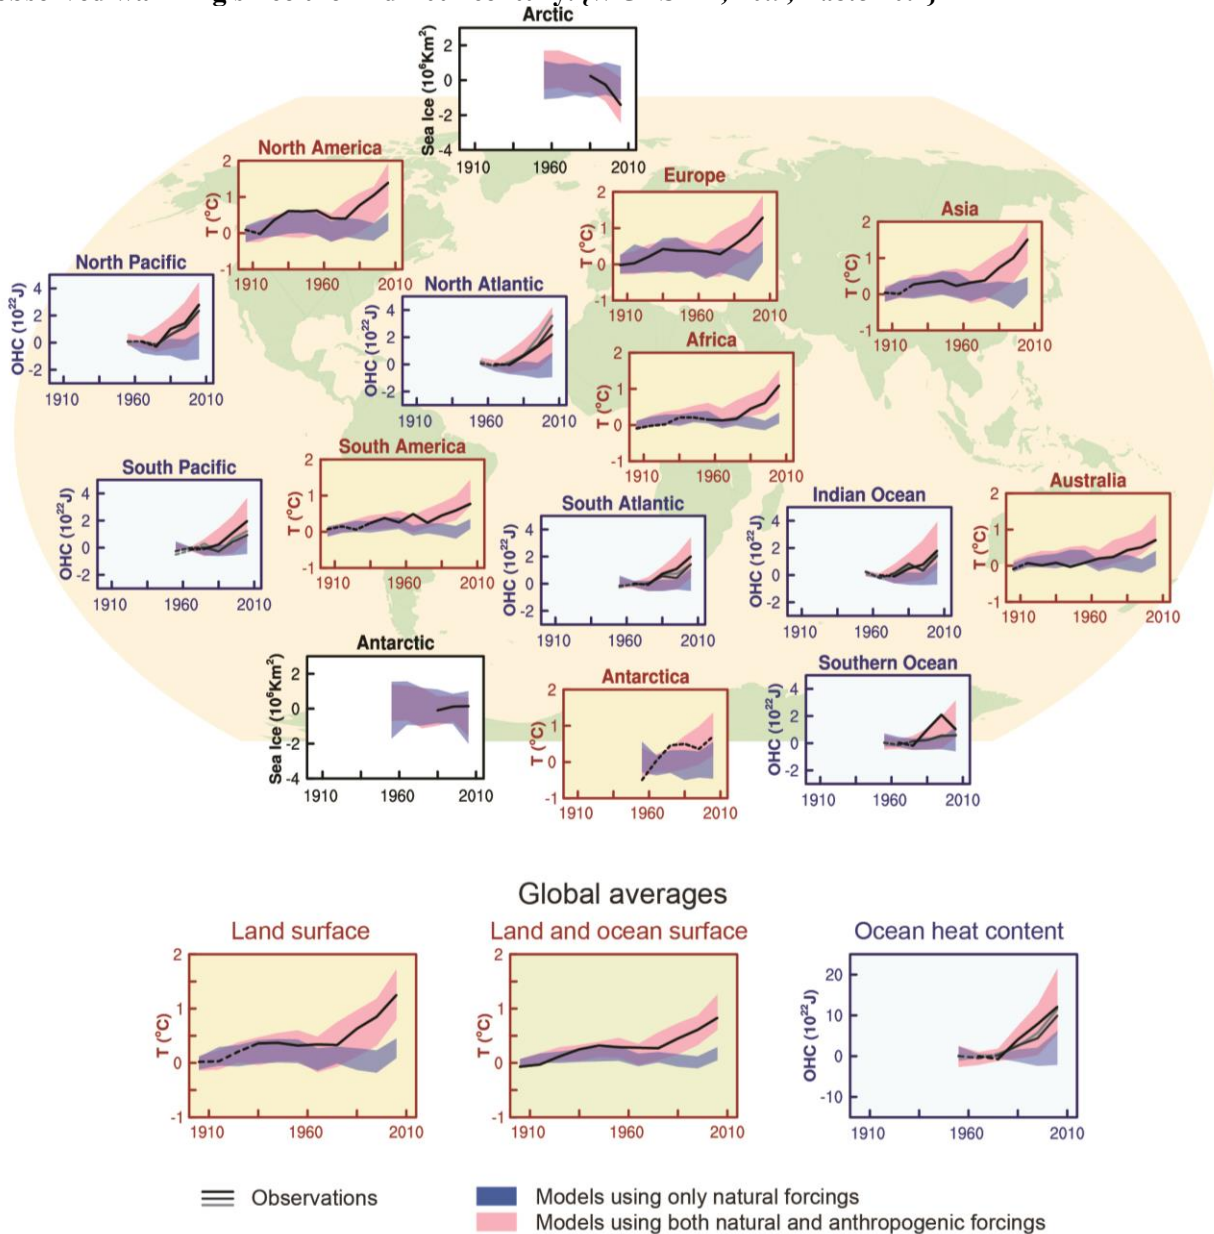 Arctic
Sea Ice (10⁶Km²)
2
0
-2
-4
1910 1960 2010
North America
T (°C)
2
1
0
-1
1910 1960 2010
Europe
T (°C)
2
1
0
-1
1910 1960 2010
Asia
T (°C)
2
1
0
-1
1910 1960 2010
North Pacific
OHC (10²²J)
4
2
0
-2
1910 1960 2010
North Atlantic
OHC (10²²J)
4
2
0
-2
1910 1960 2010
Africa
T (°C)
2
1
0
-1
1910 1960 2010
South Pacific
OHC (10²²J)
4
2
0
-2
1910 1960 2010
South America
T (°C)
2
1
0
-1
1910 1960 2010
South Atlantic
OHC (10²²J)
4
2
0
-2
1910 1960 2010
Indian Ocean
OHC (10²²J)
4
2
0
-2
1910 1960 2010
Australia
T (°C)
2
1
0
-1
1910 1960 2010
Antarctic
Sea Ice (10⁶Km²)
2
0
-2
-4
1910 1960 2010
Antarctica
T (°C)
2
1
0
-1
1910 1960 2010
Southern Ocean
OHC (10²²J)
4
2
0
-2
1910 1960 2010
Global averages
Land surface
T (°C)
2
1
0
-1
1910 1960 2010
Land and ocean surface
T (°C)
2
1
0
-1
1910 1960 2010
Ocean heat content
OHC (10²²J)
20
10
0
-10
1910 1960 2010
Observations
Models using only natural forcings
Models using both natural and anthropogenic forcings